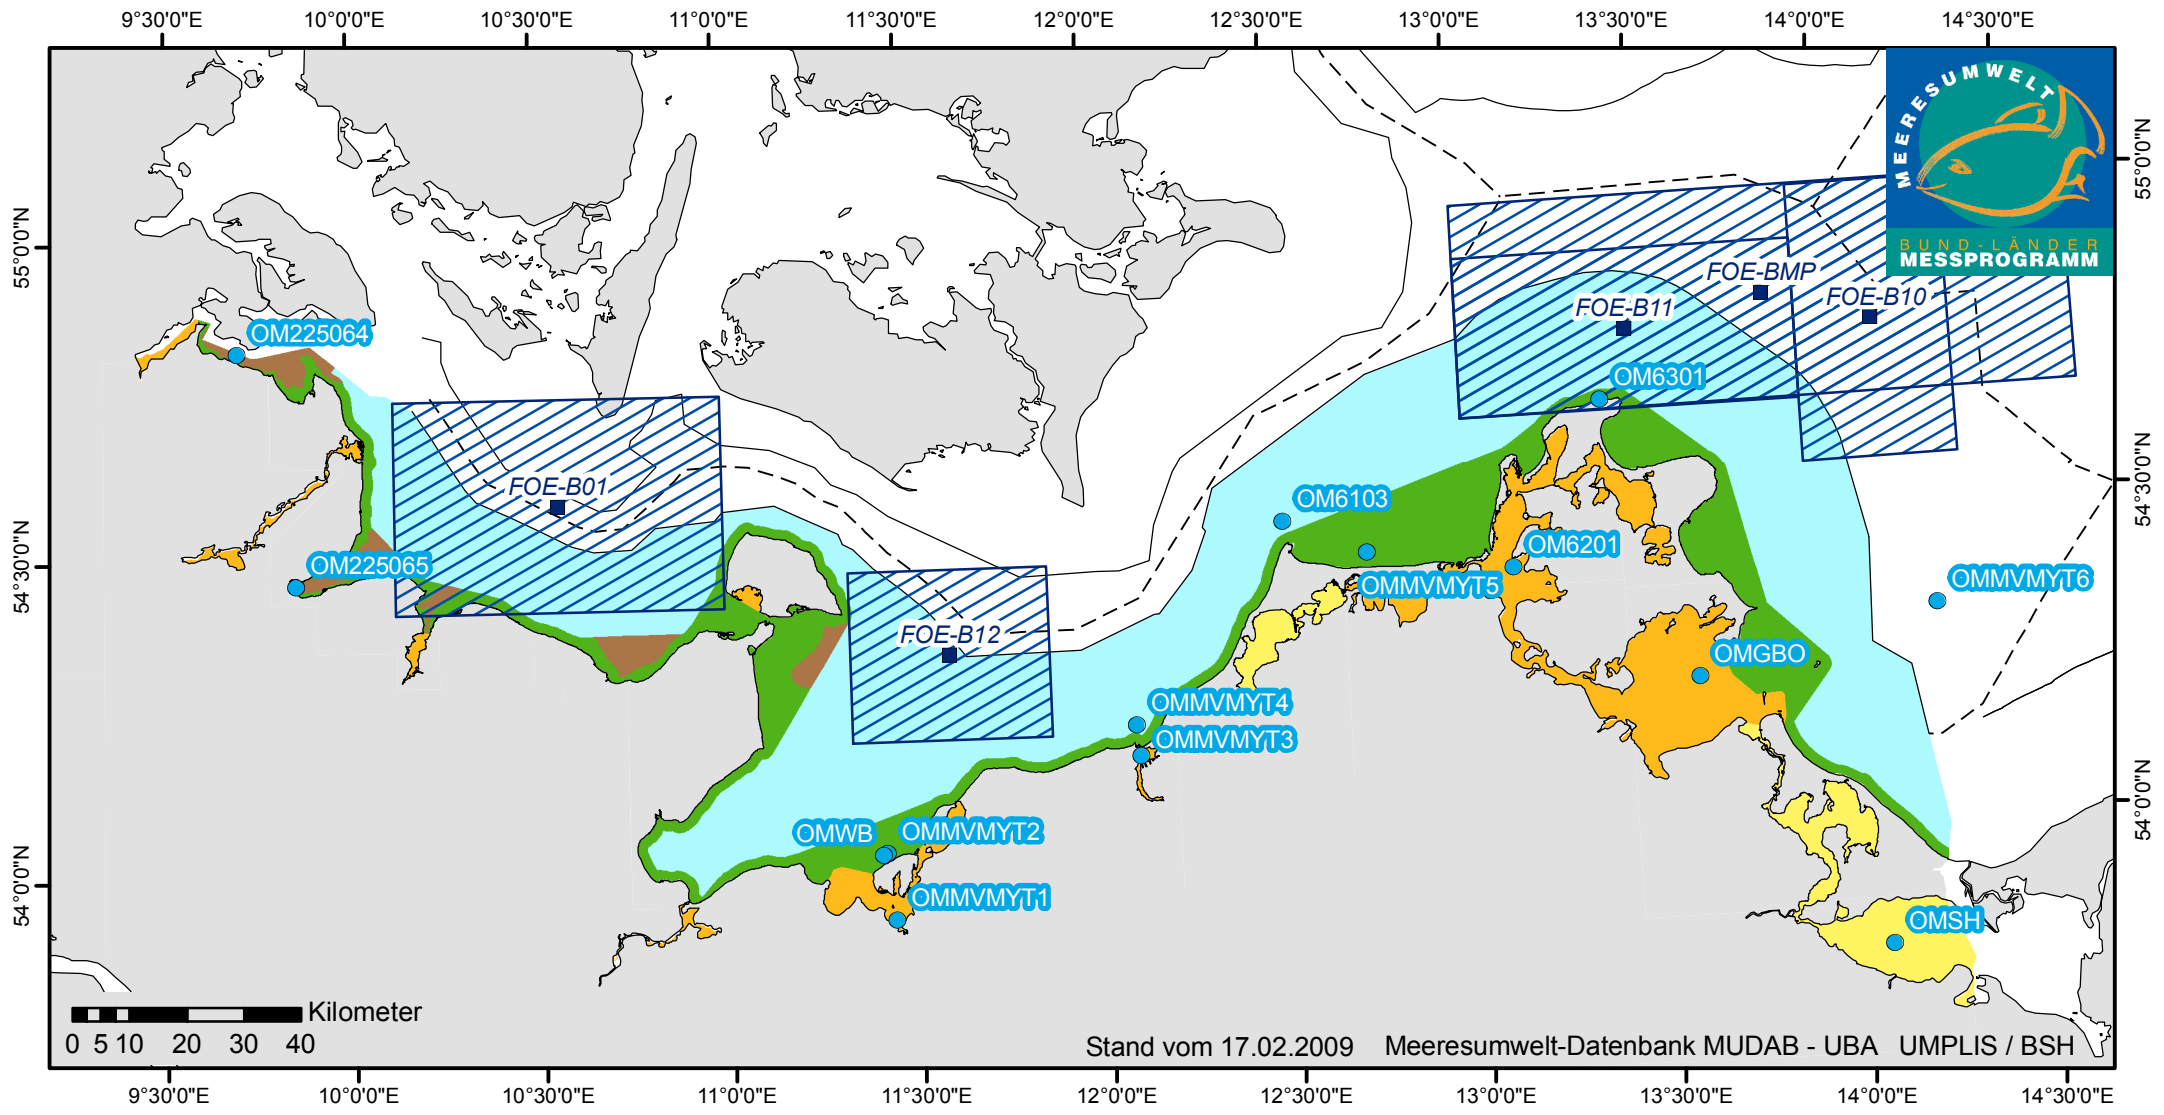 9°30'0"E 10°0'0"E 10°30'0"E 11°0'0"E 11°30'0"E 12°0'0"E 12°30'0"E 13°0'0"E 13°30'0"E 14°0'0"E 14°30'0"E
MEERESUMWELT
BUND-LÄNDER
MESSPROGRAMM
55°0'0"N
55°0'0"N
FOE-BMP
FOE-B10
FOE-B11
OM225064
OM6301
FOE-B01
OM6103
54°30'0"N
54°30'0"N
OM6201
OM225065
OMMVMYT5
OMMVMYT6
FOE-B12
OMGBO
OMMVMYT4
OMMVMYT3
54°0'0"N
54°0'0"N
OMWB
OMMVMYT2
OMMVMYT1
OMSH
Kilometer
0 5 10 20 30 40
Stand vom 17.02.2009 Meeresumwelt-Datenbank MUDAB - UBA UMPLIS / BSH
9°30'0"E 10°0'0"E 10°30'0"E 11°0'0"E 11°30'0"E 12°0'0"E 12°30'0"E 13°0'0"E 13°30'0"E 14°0'0"E 14°30'0"E